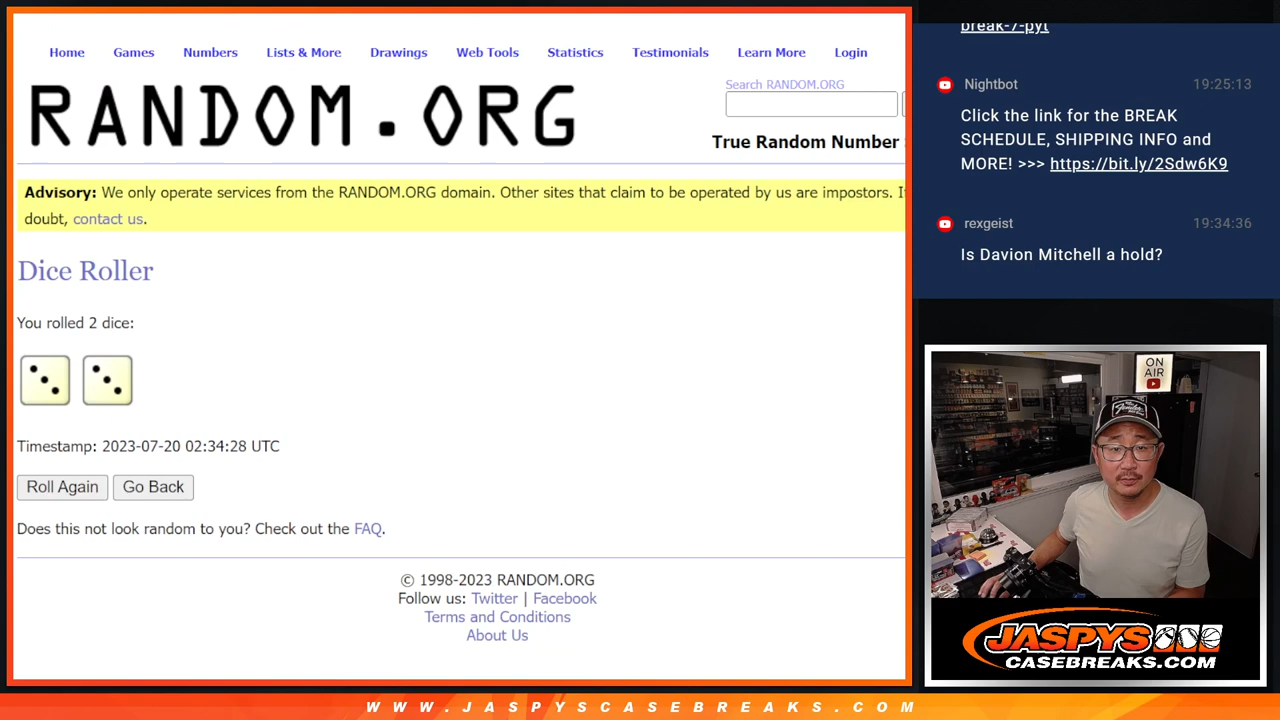 Home Games Numbers Lists & More Drawings Web Tools Statistics Testimonials Learn More Login
RANDOM.ORG
Search RANDOM.ORG
True Random Number
Advisory: We only operate services from the RANDOM.ORG domain. Other sites that claim to be operated by us are impostors.
doubt, contact us.
Dice Roller
You rolled 2 dice:
Timestamp: 2023-07-20 02:34:28 UTC
Roll Again Go Back
Does this not look random to you? Check out the FAQ.
© 1998-2023 RANDOM.ORG
Follow us: Twitter | Facebook
Terms and Conditions
About Us
break-7-pyt
Nightbot 19:25:13
Click the link for the BREAK
SCHEDULE, SHIPPING INFO and
MORE! >>> https://bit.ly/2Sdw6K9
rexgeist 19:34:36
Is Davion Mitchell a hold?
ON
AIR
Fender
JASPYS
CASEBREAKS.COM
WWW.JASPYSCASEBREAKS.COM